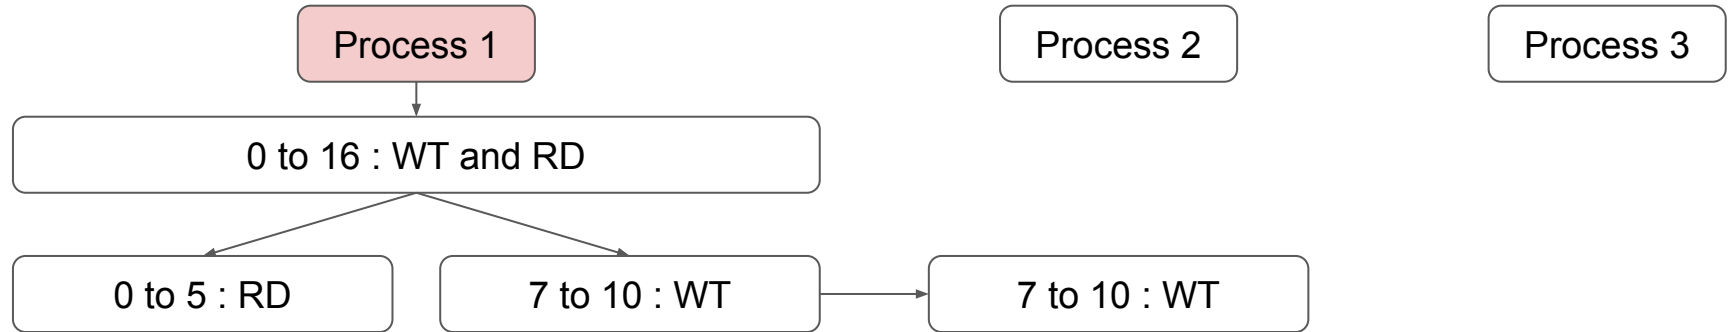 Process 1
Process 2
Process 3
0 to 16 : WT and RD
0 to 5 : RD
7 to 10 : WT
7 to 10 : WT